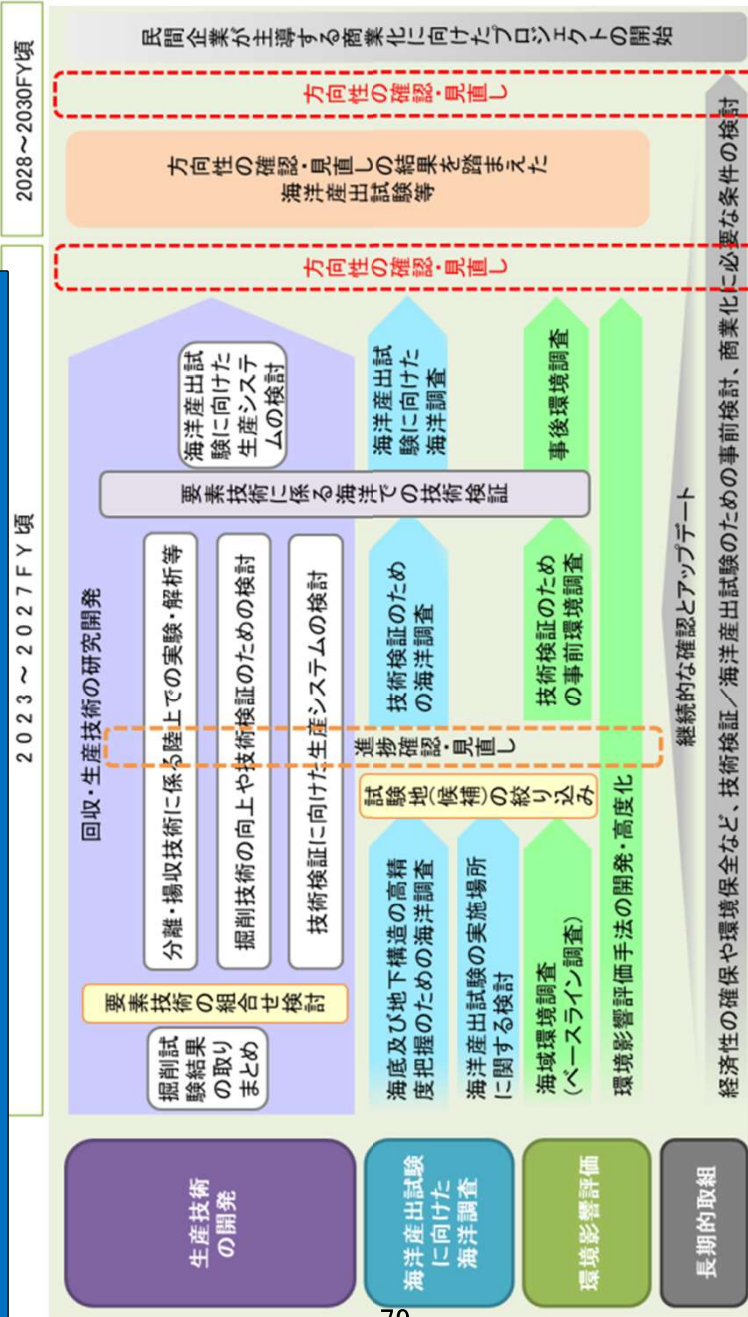 2023～2027FY頃
2028～2030FY頃
生産技術
の開発
回収・生産技術の研究開発
掘削試
験結果
の取り
まとめ
要素技術の組合せ検討
分離・揚収技術に係る陸上での実験・解析等
掘削技術の向上や技術検証のための検討
技術検証に向けた生産システムの検討
要素技術に係る海洋での技術検証
海洋産出試
験に向けた
生産システ
ムの検討
海洋産出試験
に向けた
海洋調査
海底及び地下構造の高精
度把握のための海洋調査
海洋産出試験の実施場所
に関する検討
試験地(候補)の絞り込み
進捗確認・見直し
技術検証のため
の海洋調査
海洋産出試
験に向けた
海洋調査
環境影響評価
海域環境調査
(ベースライン調査)
技術検証のため
の事前環境調査
事後環境調査
環境影響評価手法の開発・高度化
方向性の確認・見直し
方向性の確認・見直しの結果を踏まえた
海洋産出試験等
方向性の確認・見直し
民間企業が主導する商業化に向けたプロジェクトの開始
長期的取組
継続的な確認とアップデート
経済性の確保や環境保全など、技術検証／海洋産出試験のための事前検討、商業化に必要な条件の検討